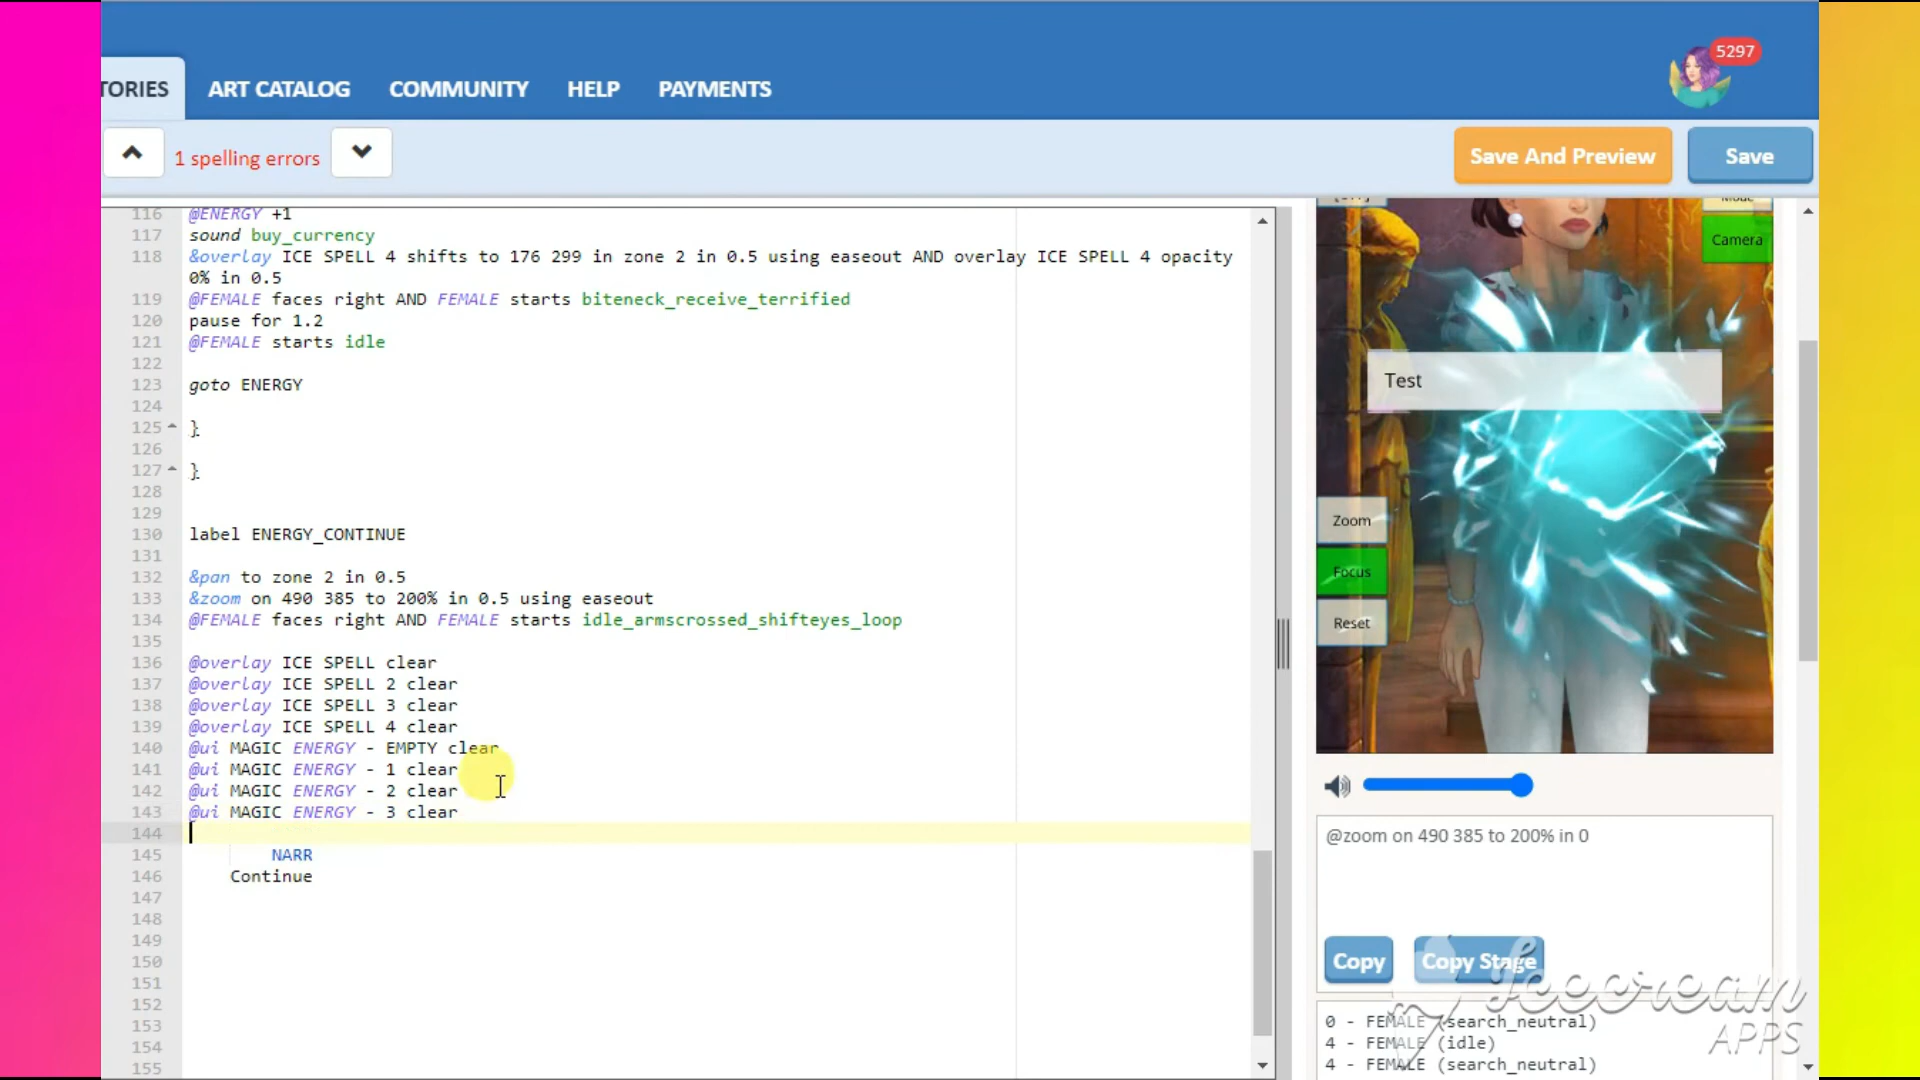 5297
TORIES ART CATALOG COMMUNITY HELP PAYMENTS
1 spelling errors
Save And Preview Save
116 @ENERGY +1
117 sound buy_currency
118 &overlay ICE SPELL 4 shifts to 176 299 in zone 2 in 0.5 using easeout AND overlay ICE SPELL 4 opacity
0% in 0.5
119 @FEMALE faces right AND FEMALE starts biteneck_receive_terrified
120 pause for 1.2
121 @FEMALE starts idle
122
123 goto ENERGY
124
125 }
126
127 }
128
129
130 label ENERGY_CONTINUE
131
132 &pan to zone 2 in 0.5
133 &zoom on 490 385 to 200% in 0.5 using easeout
134 @FEMALE faces right AND FEMALE starts idle_armscrossed_shifteyes_loop
135
136 @overlay ICE SPELL clear
137 @overlay ICE SPELL 2 clear
138 @overlay ICE SPELL 3 clear
139 @overlay ICE SPELL 4 clear
140 @ui MAGIC ENERGY - EMPTY clear
141 @ui MAGIC ENERGY - 1 clear
142 @ui MAGIC ENERGY - 2 clear
143 @ui MAGIC ENERGY - 3 clear
144
145 NARR
146 Continue
147
148
149
150
151
152
153
154
155
Camera
Test
Zoom
Focus
Reset
@zoom on 490 385 to 200% in 0
Copy Copy Stage
0 - FEMALE (search_neutral)
4 - FEMALE (idle)
4 - FEMALE (search_neutral)
Icecream
APPS